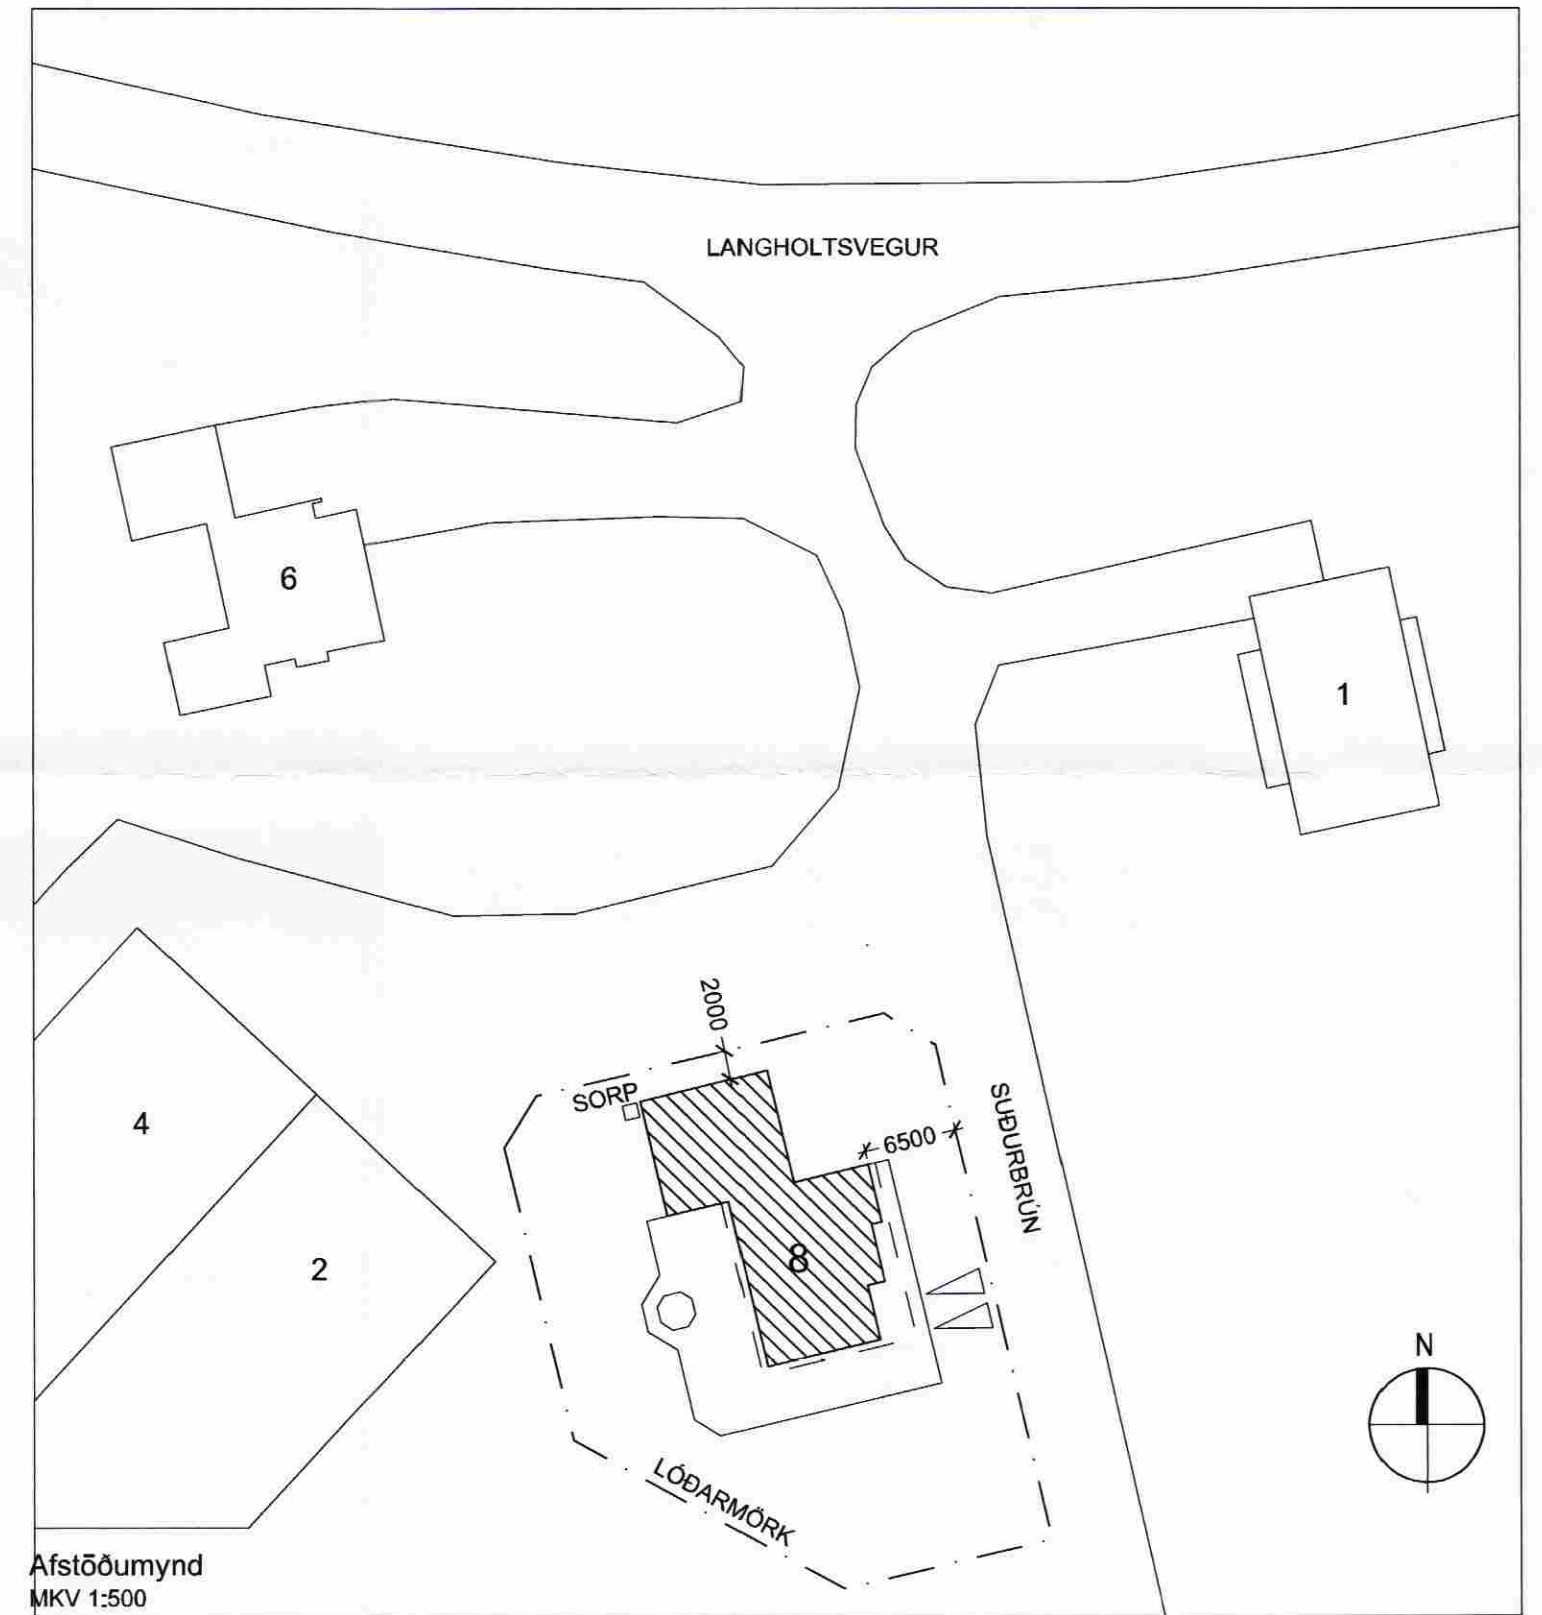 LANGHOLTSVEGUR
6
1
2000
SORP
6500
SUÐURBRÚN
4
2
8
N
LÓÐARMÖRK
Afstöðumynd
MKV 1:500